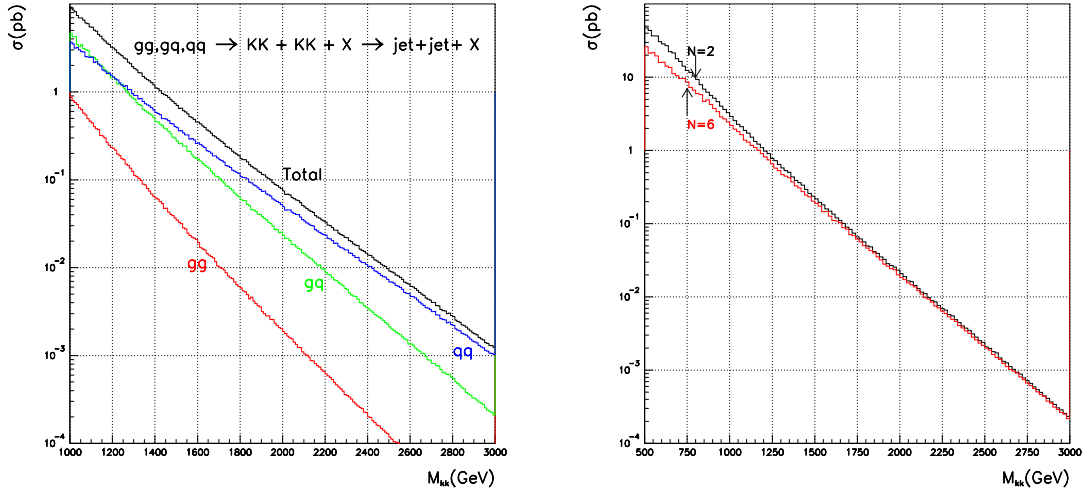 σ(pb)
gg,gq,qq → KK + KK + X → jet+jet+ X
1
10⁻¹
10⁻²
10⁻³
10⁻⁴
Total
gg
gq
qq
1000 1200 1400 1600 1800 2000 2200 2400 2600 2800 3000
M_kk(GeV)
σ(pb)
10
1
10⁻¹
10⁻²
10⁻³
10⁻⁴
N=2
N=6
500 750 1000 1250 1500 1750 2000 2250 2500 2750 3000
M_kk(GeV)